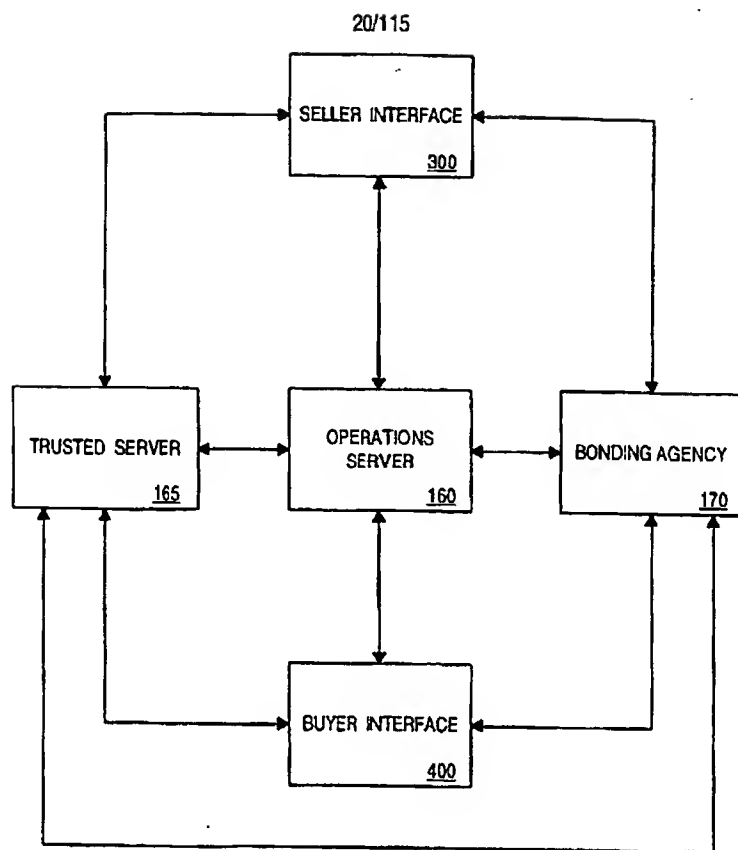 20/115
SELLER INTERFACE
300
TRUSTED SERVER
165
OPERATIONS
SERVER
160
BONDING AGENCY
170
BUYER INTERFACE
400